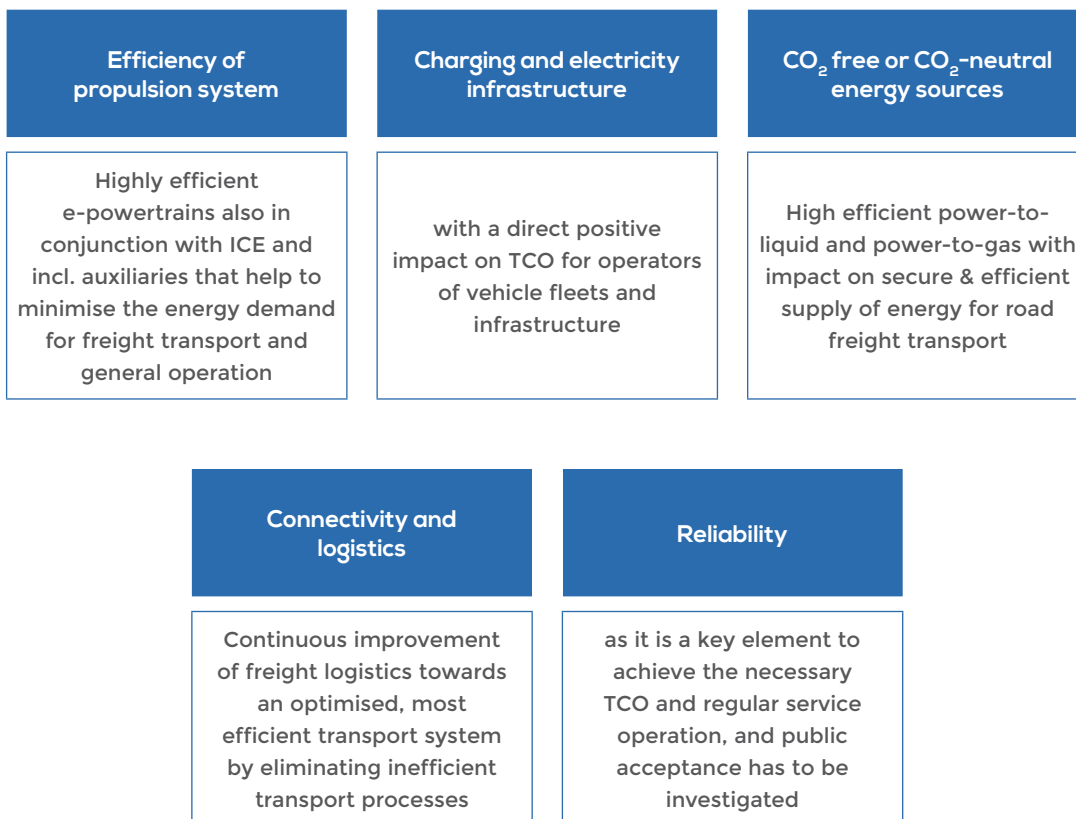 Efficiency of
propulsion system
Highly efficient
e-powertrains also in
conjunction with ICE and
incl. auxiliaries that help to
minimise the energy demand
for freight transport and
general operation
Charging and electricity
infrastructure
with a direct positive
impact on TCO for operators
of vehicle fleets and
infrastructure
CO₂ free or CO₂-neutral
energy sources
High efficient power-to-
liquid and power-to-gas with
impact on secure & efficient
supply of energy for road
freight transport
Connectivity and
logistics
Continuous improvement
of freight logistics towards
an optimised, most
efficient transport system
by eliminating inefficient
transport processes
Reliability
as it is a key element to
achieve the necessary
TCO and regular service
operation, and public
acceptance has to be
investigated